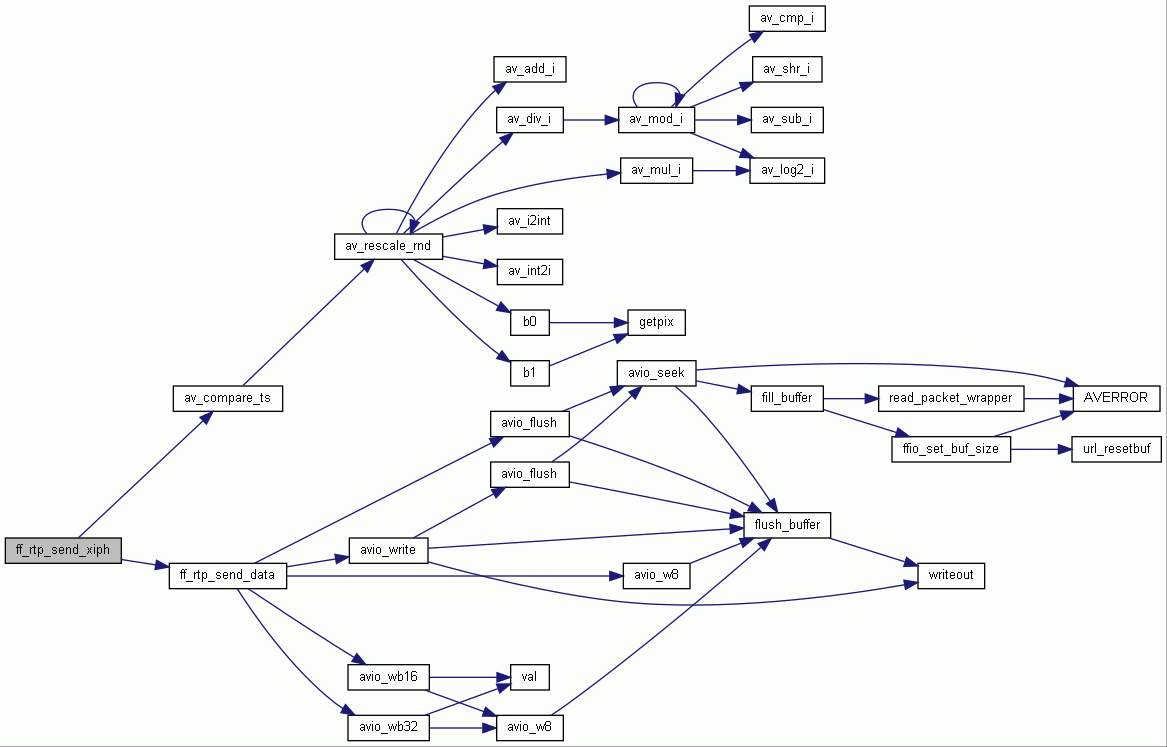 av_cmp_i
av_add_i
av_shr_i
av_div_i
av_mod_i
av_sub_i
av_mul_i
av_log2_i
av_i2int
av_rescale_rnd
av_int2i
b0
getpix
b1
avio_seek
av_compare_ts
fill_buffer
read_packet_wrapper
AVERROR
avio_flush
ffio_set_buf_size
url_resetbuf
avio_flush
flush_buffer
ff_rtp_send_xiph
avio_write
ff_rtp_send_data
avio_w8
writeout
avio_wb16
val
avio_wb32
avio_w8